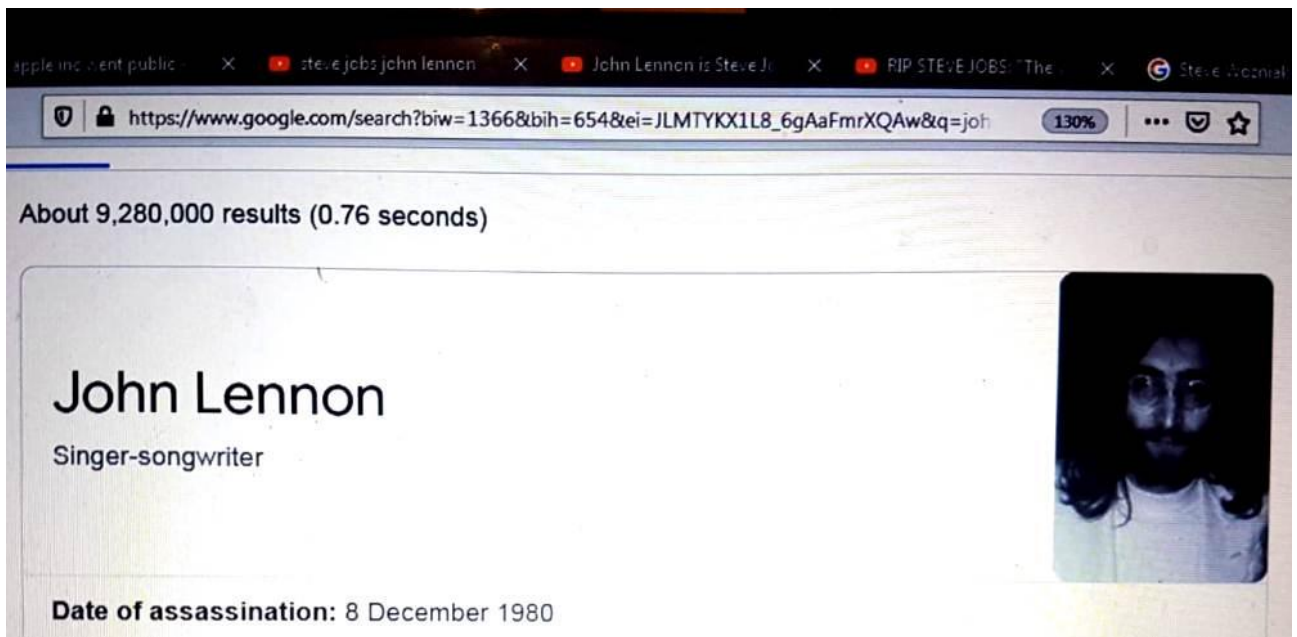 apple inc went public - steve jobs john lennon John Lennon is Steve J RIP STEVE JOBS: "The Steve Wozniak
https://www.google.com/search?biw=1366&bih=654&ei=JLMTYKX1L8_6gAaFmrXQAw&q=joh 130%
About 9,280,000 results (0.76 seconds)
John Lennon
Singer-songwriter
Date of assassination: 8 December 1980